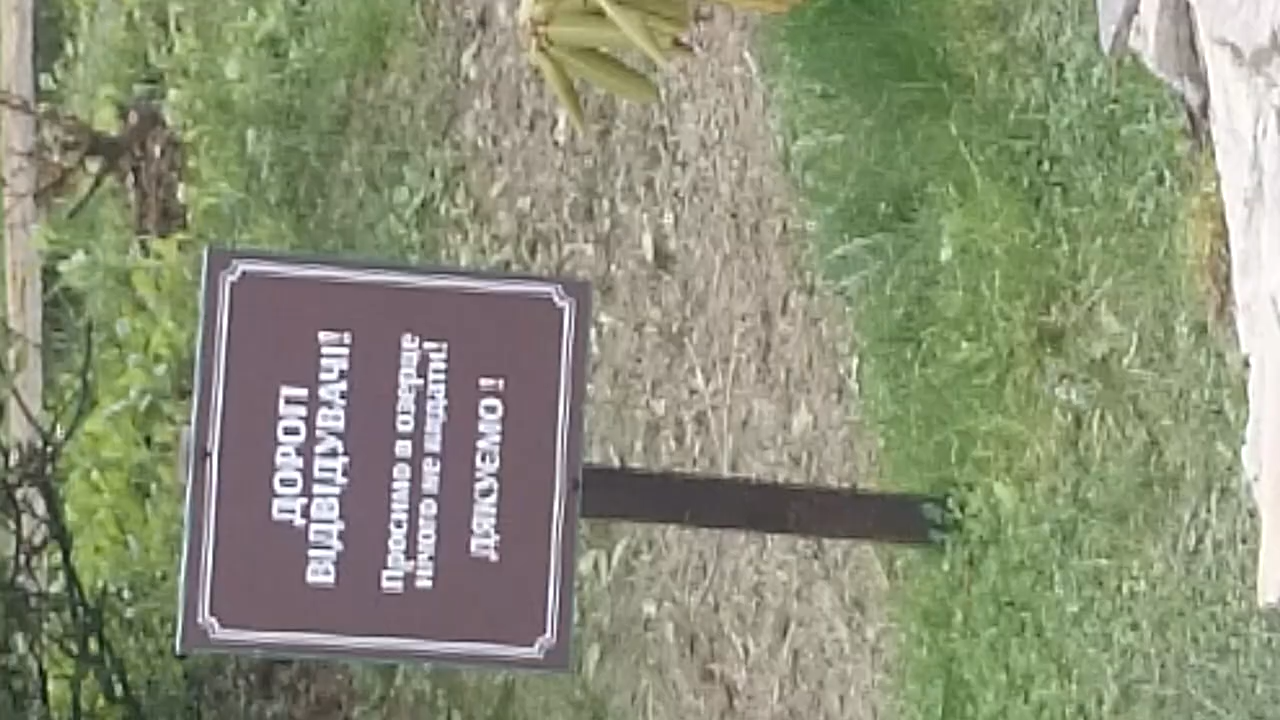 ДОРОГІ
ВІДВІДУВАЧІ!
Просимо в озерце
нічого не кидати!
ДЯКУЄМО !